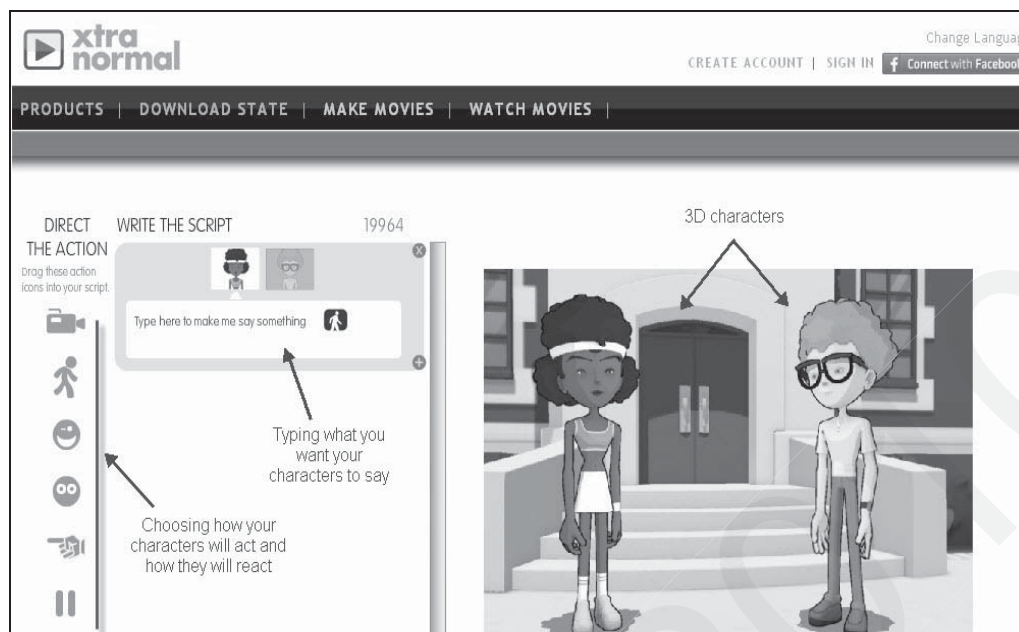 xtra
normal
Change Languag
CREATE ACCOUNT | SIGN IN f Connect with Facebook
PRODUCTS | DOWNLOAD STATE | MAKE MOVIES | WATCH MOVIES |
DIRECT
THE ACTION
Drag these action
icons into your script.
WRITE THE SCRIPT 19964
Type here to make me say something
Typing what you
want your
characters to say
Choosing how your
characters will act and
how they will react
3D characters